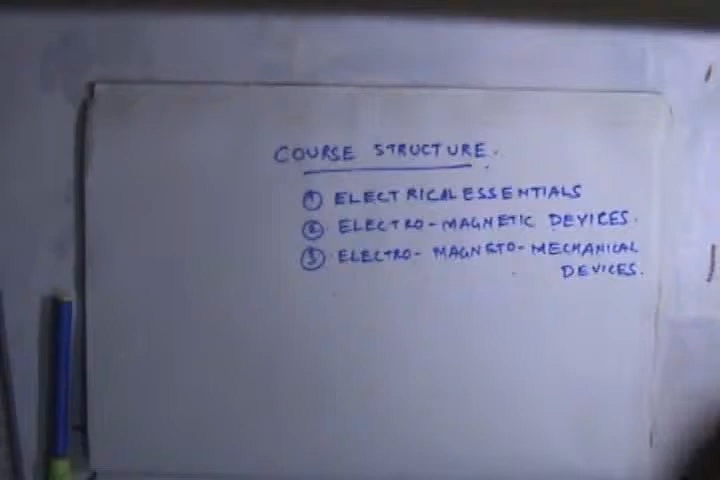 COURSE STRUCTURE.
① ELECTRICAL ESSENTIALS
② ELECTRO-MAGNETIC DEVICES.
③ ELECTRO-MAGNETO-MECHANICAL
DEVICES.